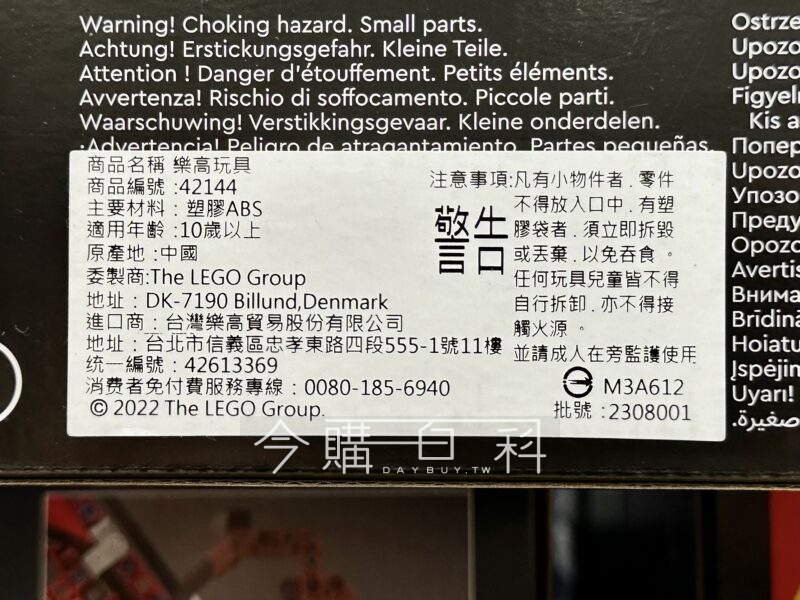 Warning! Choking hazard. Small parts.
Achtung! Erstickungsgefahr. Kleine Teile.
Attention ! Danger d'étouffement. Petits éléments.
Avvertenza! Rischio di soffocamento. Piccole parti.
Waarschuwing! Verstikkingsgevaar. Kleine onderdelen.
¡Advertencia! Peligro de atragantamiento. Partes pequeñas.
商品名稱 樂高玩具
商品編號 :42144
主要材料 : 塑膠ABS
適用年齡 :10歲以上
原產地 :中國
委製商:The LEGO Group
地址 : DK-7190 Billund,Denmark
進口商 : 台灣樂高貿易股份有限公司
地址 : 台北市信義區忠孝東路四段555-1號11樓
统一編號 : 42613369
消费者免付費服務專線 : 0080-185-6940
© 2022 The LEGO Group.
警告
注意事項:凡有小物件者 . 零件
不得放入口中 . 有塑
膠袋者 . 須立即拆毀
或丟棄 . 以免吞食 .
任何玩具兒童皆不得
自行拆卸 . 亦不得接
觸火源 .
並請成人在旁監護使用
M3A612
批號 :2308001
Ostrze
Upozo
Upozo
Figyelr
Kis a
Попер
Upozo
Упозо
Преду
Opozo
Avertis
Внима
Brīdinā
Hoiatu
Įspėjim
Uyarı!
صغيرة.
今購百科
DAYBUY.TW